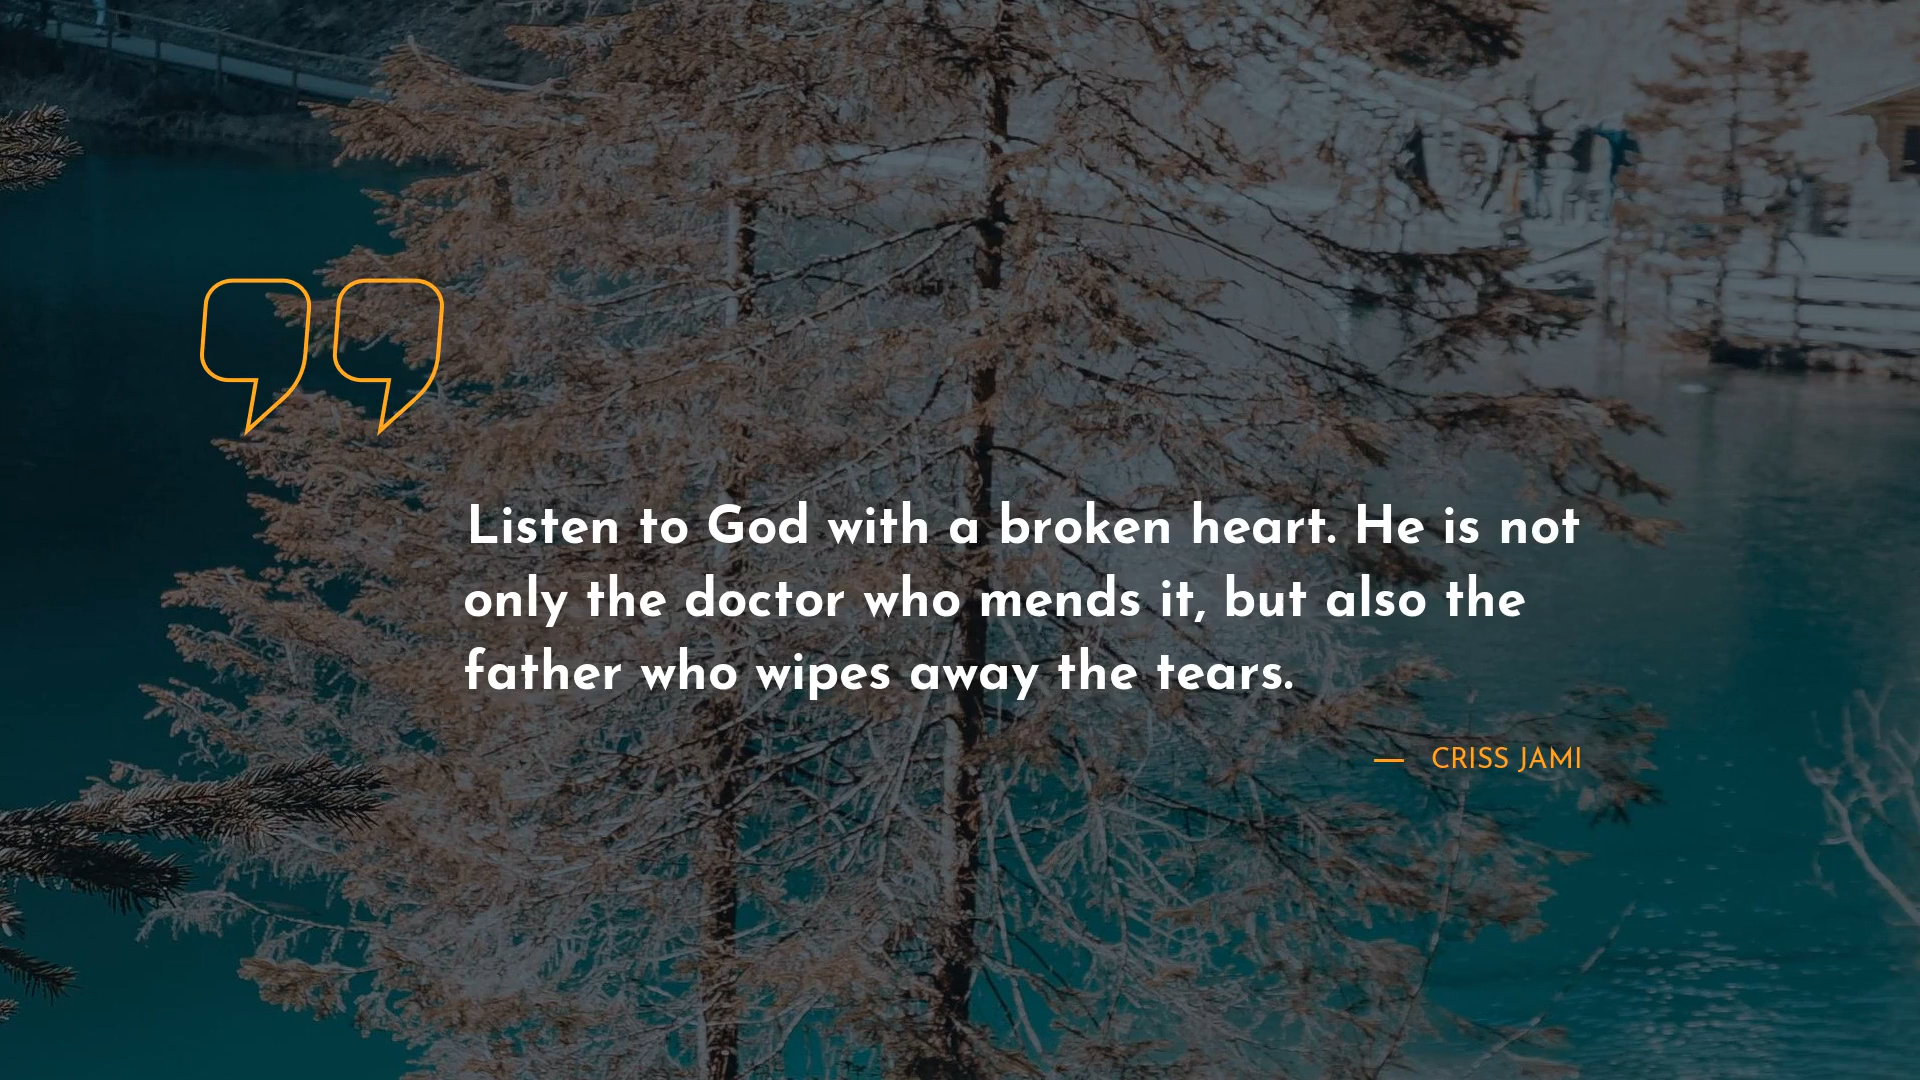 Listen to God with a broken heart. He is not
only the doctor who mends it, but also the
father who wipes away the tears.
— CRISS JAMI